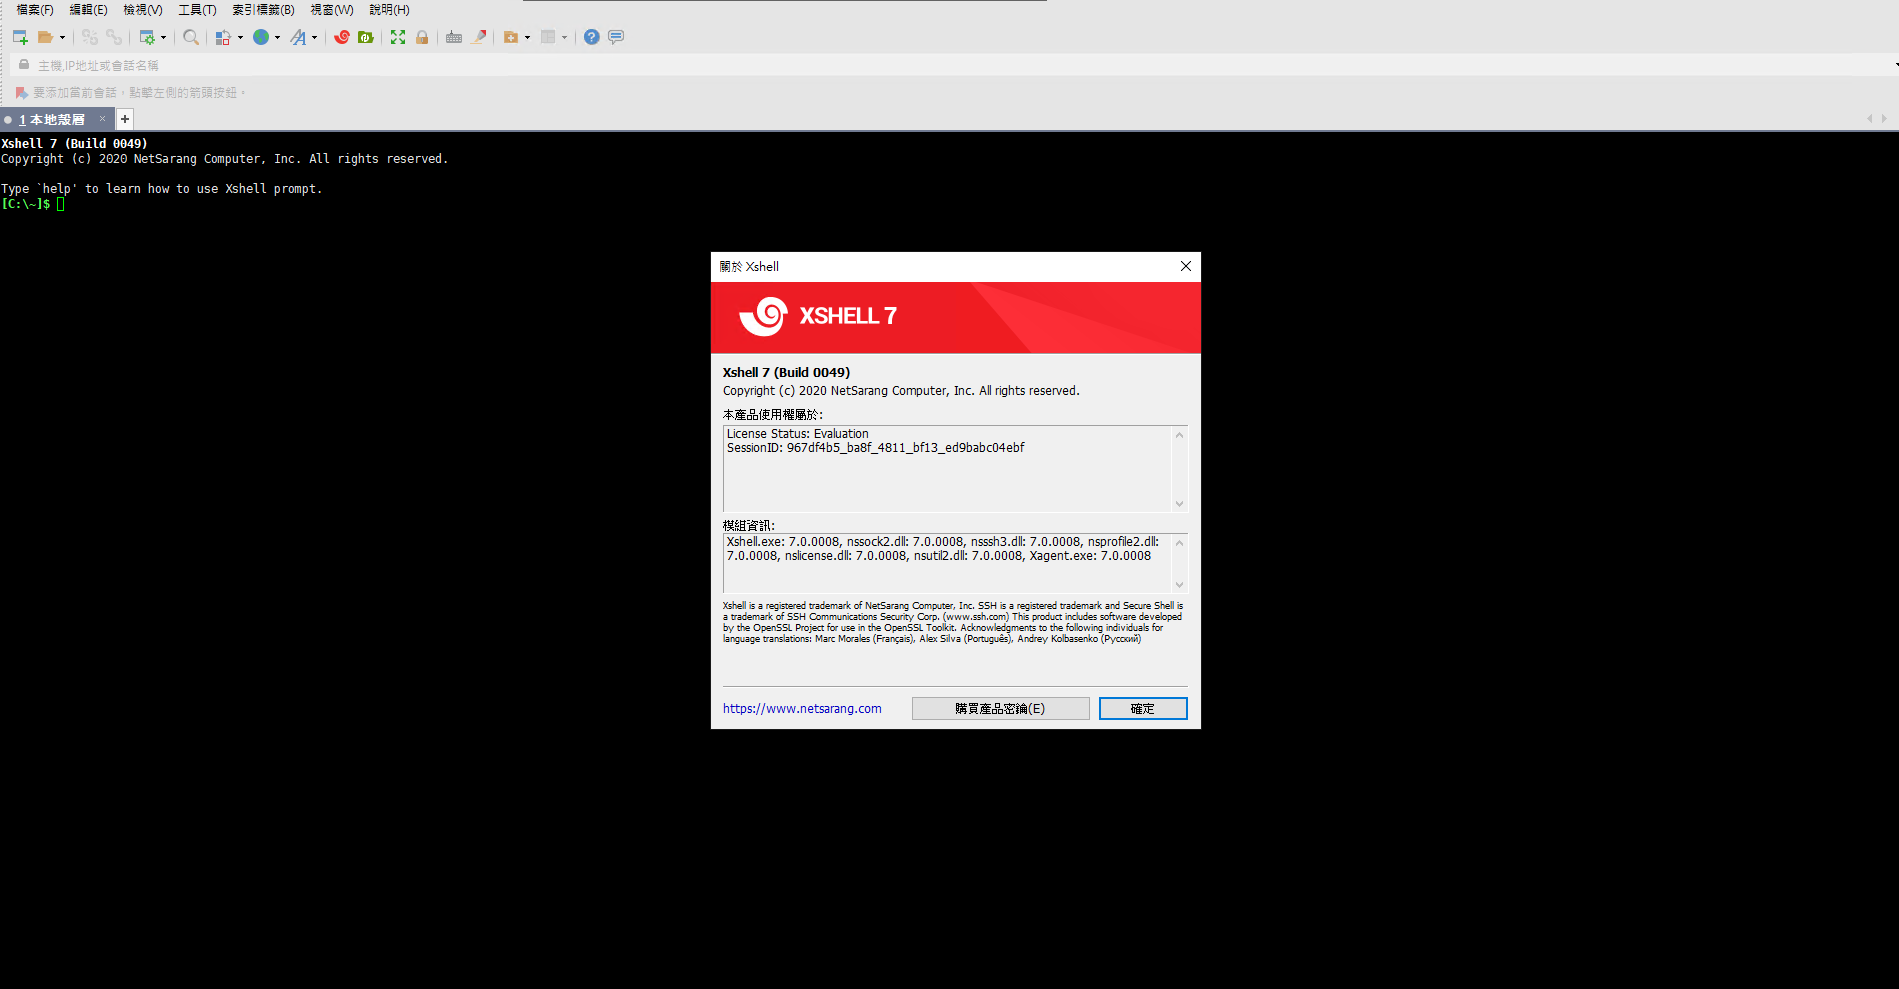 檔案(F) 編輯(E) 檢視(V) 工具(T) 索引標籤(B) 視窗(W) 說明(H)
主機,IP地址或會話名稱
要添加當前會話，點擊左側的箭頭按鈕。
1 本地殼層 × +
Xshell 7 (Build 0049)
Copyright (c) 2020 NetSarang Computer, Inc. All rights reserved.
Type `help' to learn how to use Xshell prompt.
[C:\~]$
關於 Xshell
XSHELL 7
Xshell 7 (Build 0049)
Copyright (c) 2020 NetSarang Computer, Inc. All rights reserved.
本產品使用權屬於:
License Status: Evaluation
SessionID: 967df4b5_ba8f_4811_bf13_ed9babc04ebf
模組資訊:
Xshell.exe: 7.0.0008, nssock2.dll: 7.0.0008, nsssh3.dll: 7.0.0008, nsprofile2.dll:
7.0.0008, nslicense.dll: 7.0.0008, nsutil2.dll: 7.0.0008, Xagent.exe: 7.0.0008
Xshell is a registered trademark of NetSarang Computer, Inc. SSH is a registered trademark and Secure Shell is
a trademark of SSH Communications Security Corp. (www.ssh.com) This product includes software developed
by the OpenSSL Project for use in the OpenSSL Toolkit. Acknowledgments to the following individuals for
language translations: Marc Morales (Français), Alex Silva (Português), Andrey Kolbasenko (Русский)
https://www.netsarang.com
購買產品密鑰(E)
確定